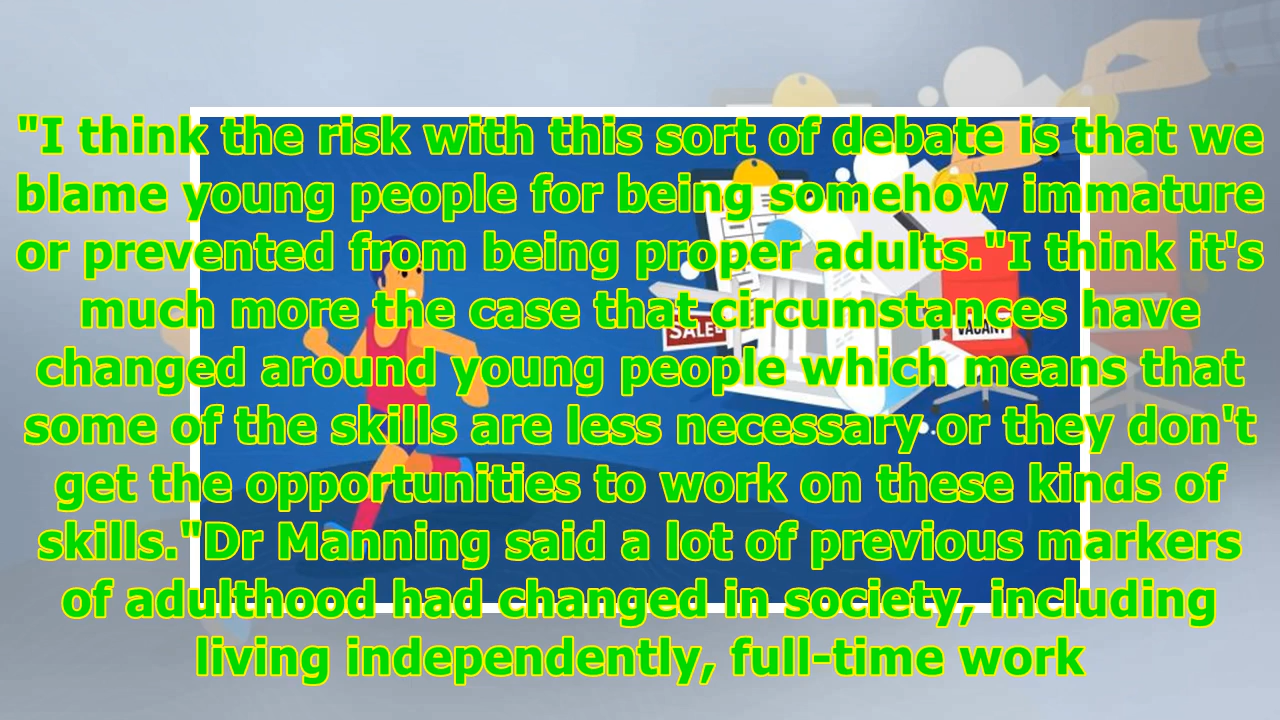 "I think the risk with this sort of debate is that we
blame young people for being somehow immature
or prevented from being proper adults."I think it's
much more the case that circumstances have
changed around young people which means that
some of the skills are less necessary or they don't
get the opportunities to work on these kinds of
skills."Dr Manning said a lot of previous markers
of adulthood had changed in society, including
living independently, full-time work
SALE
VACANT